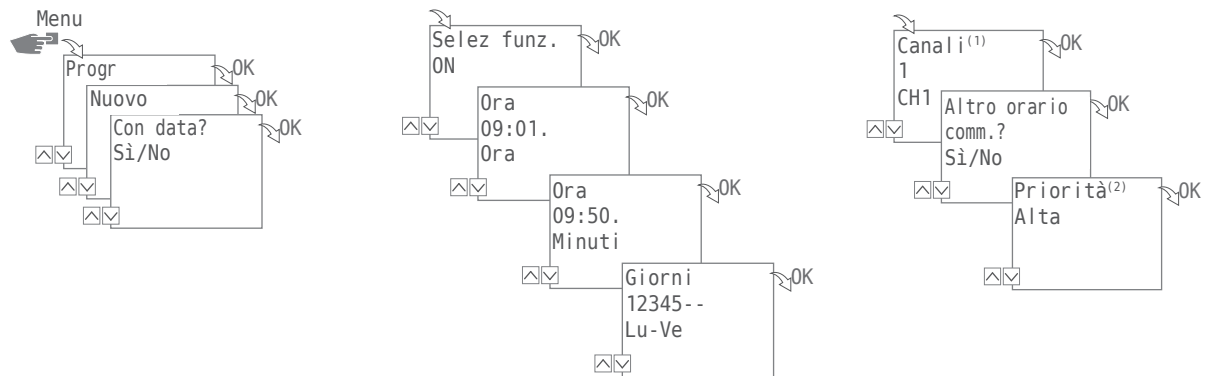 Menu
Progr
OK
Nuovo
OK
Con data?
OK
Sì/No
Selez funz.
OK
ON
Ora
OK
09:01.
Ora
Ora
OK
09:50.
Minuti
Giorni
OK
12345--
Lu-Ve
Canali(1)
OK
1
CH1
Altro orario
OK
comm.?
Sì/No
Priorità(2)
OK
Alta